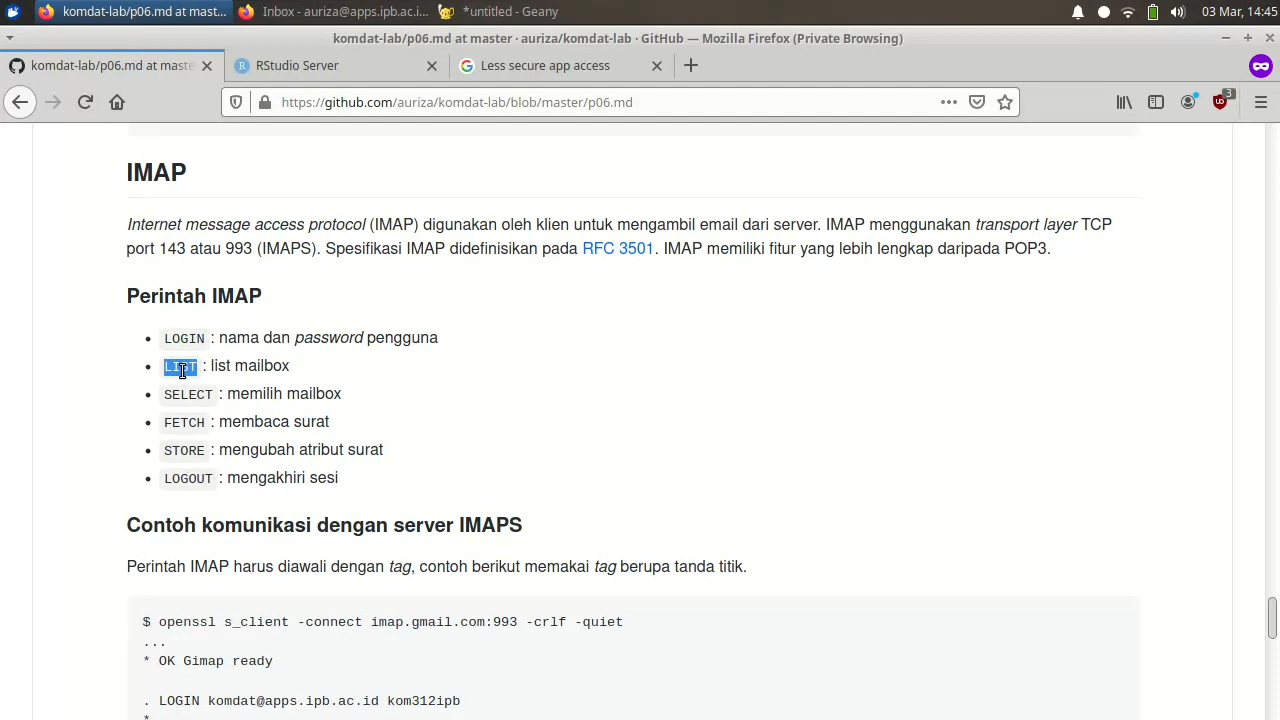 komdat-lab/p06.md at mast...
Inbox - auriza@apps.ipb.ac.i...
*untitled - Geany
03 Mar, 14:45
komdat-lab/p06.md at master · auriza/komdat-lab · GitHub — Mozilla Firefox (Private Browsing)
komdat-lab/p06.md at maste
RStudio Server
Less secure app access
https://github.com/auriza/komdat-lab/blob/master/p06.md
3
IMAP
Internet message access protocol (IMAP) digunakan oleh klien untuk mengambil email dari server. IMAP menggunakan transport layer TCP
port 143 atau 993 (IMAPS). Spesifikasi IMAP didefinisikan pada RFC 3501. IMAP memiliki fitur yang lebih lengkap daripada POP3.
Perintah IMAP
• LOGIN : nama dan password pengguna
• LIST : list mailbox
• SELECT : memilih mailbox
• FETCH : membaca surat
• STORE : mengubah atribut surat
• LOGOUT : mengakhiri sesi
Contoh komunikasi dengan server IMAPS
Perintah IMAP harus diawali dengan tag, contoh berikut memakai tag berupa tanda titik.
$ openssl s_client -connect imap.gmail.com:993 -crlf -quiet
...
* OK Gimap ready
. LOGIN komdat@apps.ipb.ac.id kom312ipb
*